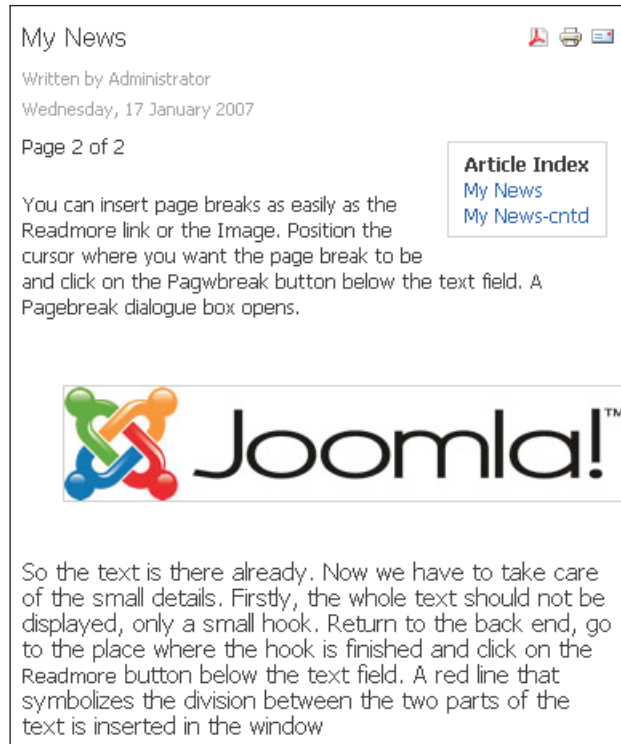 My News
Written by Administrator
Wednesday, 17 January 2007
Page 2 of 2
Article Index
My News
My News-cntd
You can insert page breaks as easily as the
Readmore link or the Image. Position the
cursor where you want the page break to be
and click on the Pagwbreak button below the text field. A
Pagebreak dialogue box opens.
Joomla!™
So the text is there already. Now we have to take care
of the small details. Firstly, the whole text should not be
displayed, only a small hook. Return to the back end, go
to the place where the hook is finished and click on the
Readmore button below the text field. A red line that
symbolizes the division between the two parts of the
text is inserted in the window